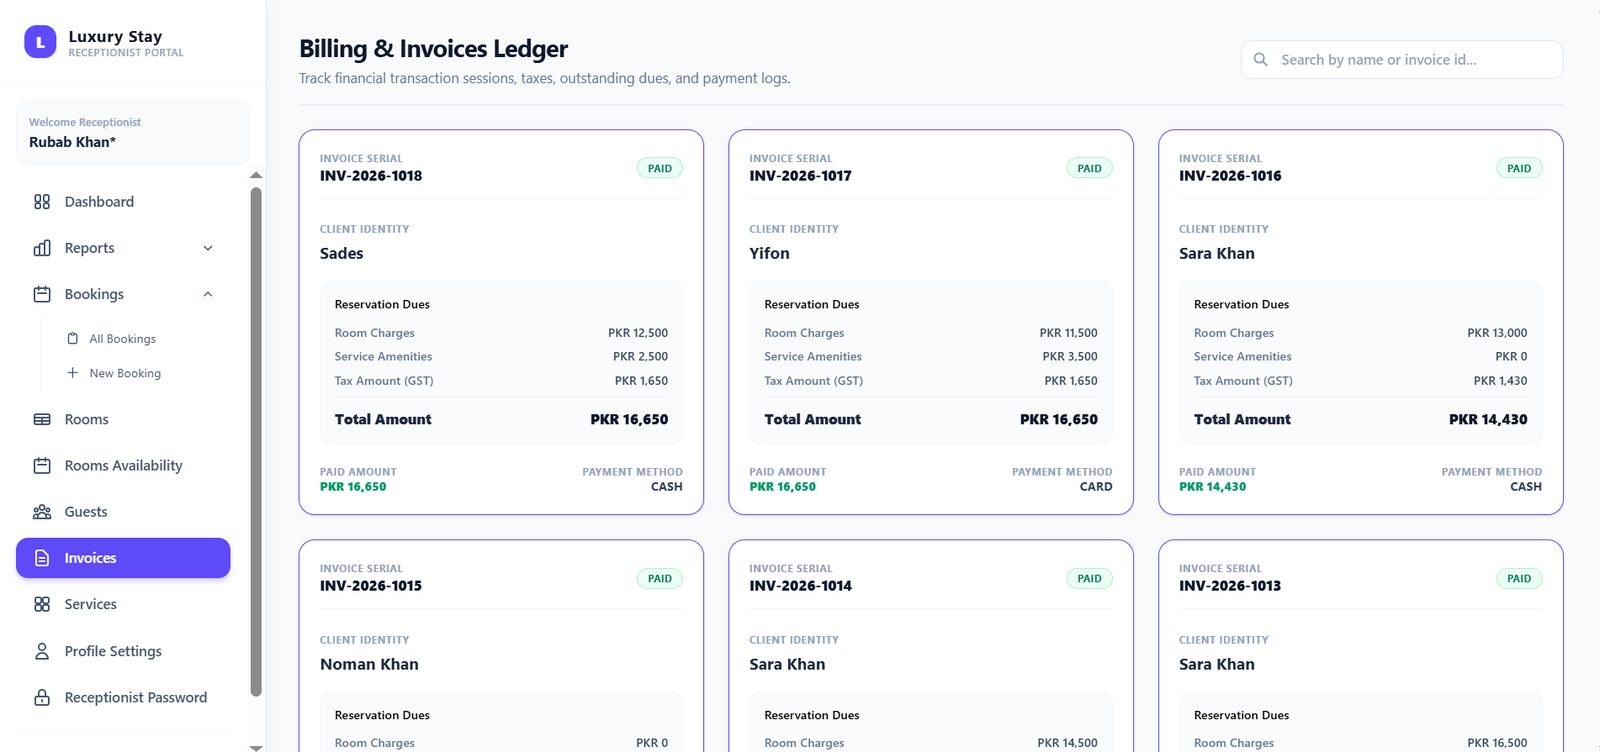 L
Luxury Stay
RECEPTIONIST PORTAL
Welcome Receptionist
Rubab Khan*
Dashboard
Reports
Bookings
All Bookings
New Booking
Rooms
Rooms Availability
Guests
Invoices
Services
Profile Settings
Receptionist Password
Billing & Invoices Ledger
Track financial transaction sessions, taxes, outstanding dues, and payment logs.
Search by name or invoice id...
INVOICE SERIAL
INV-2026-1018
PAID
CLIENT IDENTITY
Sades
Reservation Dues
Room Charges PKR 12,500
Service Amenities PKR 2,500
Tax Amount (GST) PKR 1,650
Total Amount PKR 16,650
PAID AMOUNT PAYMENT METHOD
PKR 16,650 CASH
INVOICE SERIAL
INV-2026-1017
PAID
CLIENT IDENTITY
Yifon
Reservation Dues
Room Charges PKR 11,500
Service Amenities PKR 3,500
Tax Amount (GST) PKR 1,650
Total Amount PKR 16,650
PAID AMOUNT PAYMENT METHOD
PKR 16,650 CARD
INVOICE SERIAL
INV-2026-1016
PAID
CLIENT IDENTITY
Sara Khan
Reservation Dues
Room Charges PKR 13,000
Service Amenities PKR 0
Tax Amount (GST) PKR 1,430
Total Amount PKR 14,430
PAID AMOUNT PAYMENT METHOD
PKR 14,430 CASH
INVOICE SERIAL
INV-2026-1015
PAID
CLIENT IDENTITY
Noman Khan
Reservation Dues
Room Charges PKR 0
INVOICE SERIAL
INV-2026-1014
PAID
CLIENT IDENTITY
Sara Khan
Reservation Dues
Room Charges PKR 14,500
INVOICE SERIAL
INV-2026-1013
PAID
CLIENT IDENTITY
Sara Khan
Reservation Dues
Room Charges PKR 16,500